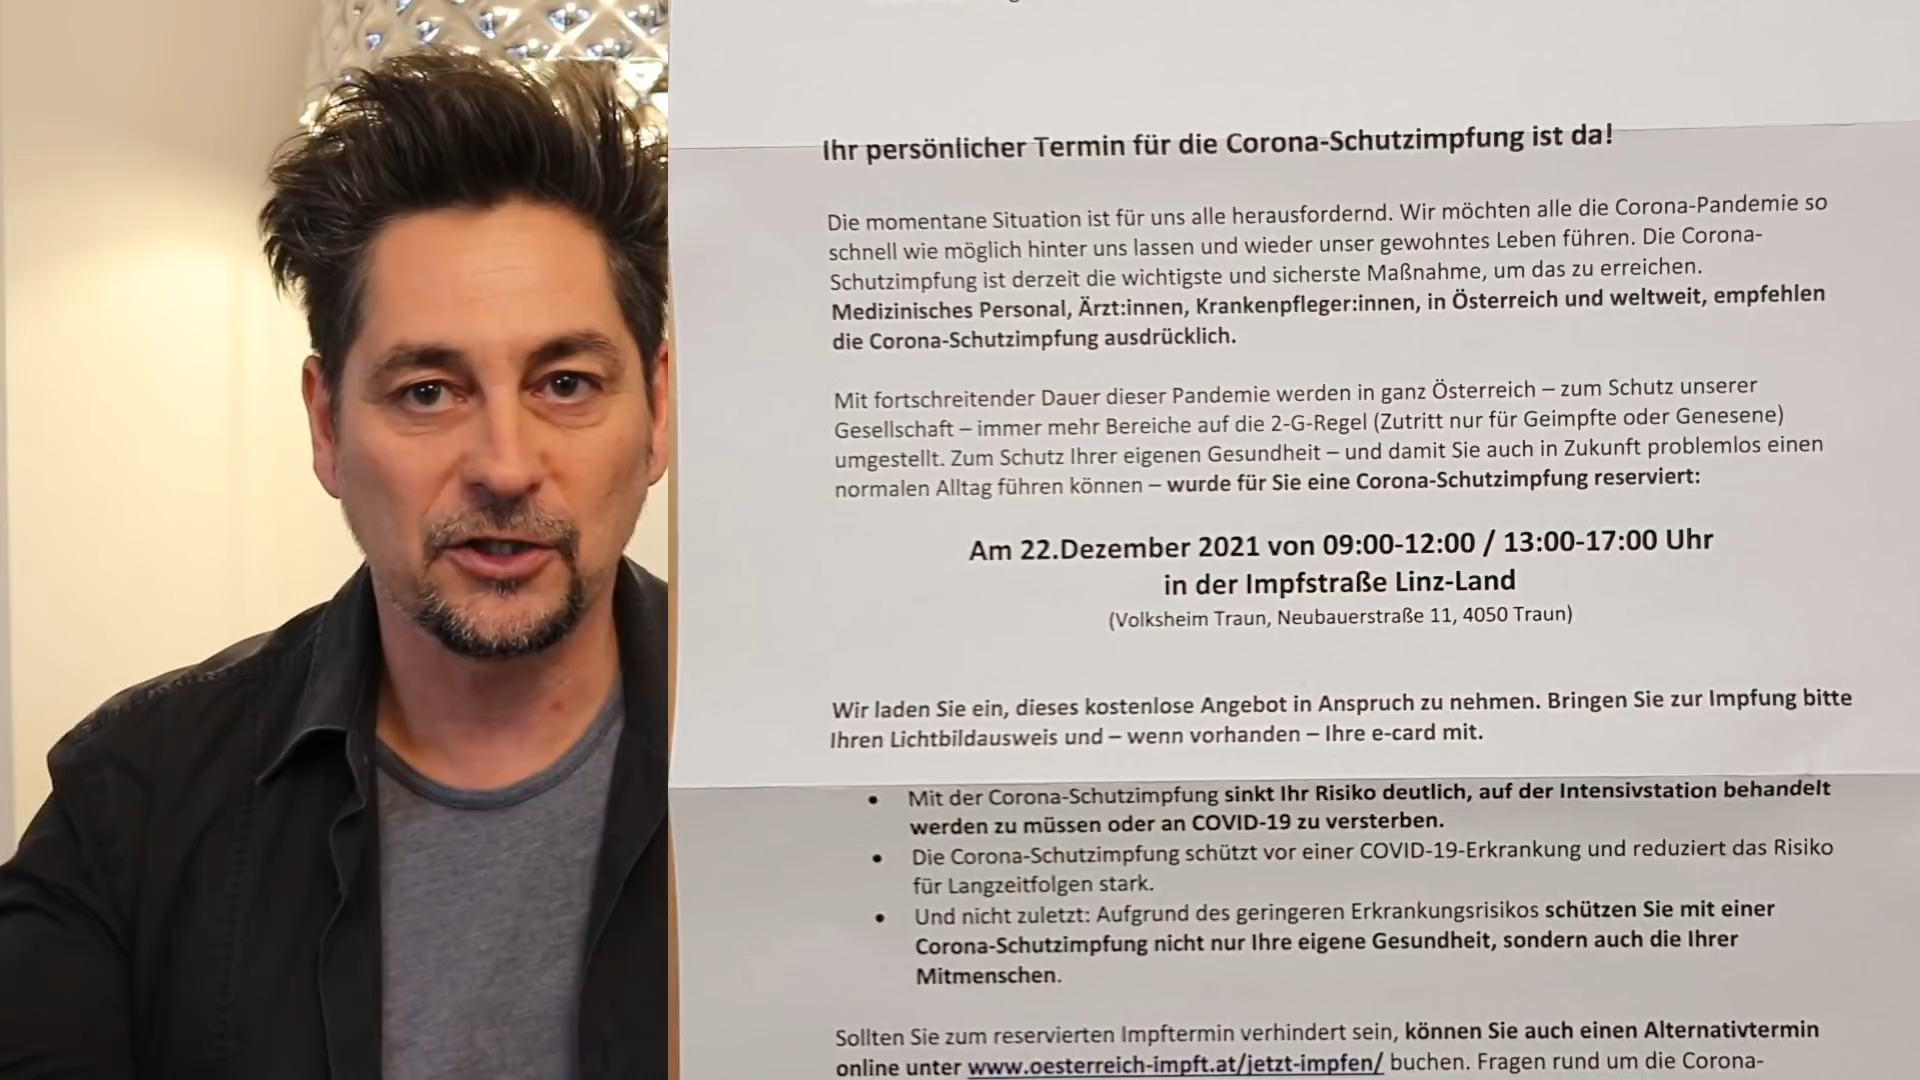 Ihr persönlicher Termin für die Corona-Schutzimpfung ist da!
Die momentane Situation ist für uns alle herausfordernd. Wir möchten alle die Corona-Pandemie so
schnell wie möglich hinter uns lassen und wieder unser gewohntes Leben führen. Die Corona-
Schutzimpfung ist derzeit die wichtigste und sicherste Maßnahme, um das zu erreichen.
Medizinisches Personal, Ärzt:innen, Krankenpfleger:innen, in Österreich und weltweit, empfehlen
die Corona-Schutzimpfung ausdrücklich.
Mit fortschreitender Dauer dieser Pandemie werden in ganz Österreich – zum Schutz unserer
Gesellschaft – immer mehr Bereiche auf die 2-G-Regel (Zutritt nur für Geimpfte oder Genesene)
umgestellt. Zum Schutz Ihrer eigenen Gesundheit – und damit Sie auch in Zukunft problemlos einen
normalen Alltag führen können – wurde für Sie eine Corona-Schutzimpfung reserviert:
Am 22.Dezember 2021 von 09:00-12:00 / 13:00-17:00 Uhr
in der Impfstraße Linz-Land
(Volksheim Traun, Neubauerstraße 11, 4050 Traun)
Wir laden Sie ein, dieses kostenlose Angebot in Anspruch zu nehmen. Bringen Sie zur Impfung bitte
Ihren Lichtbildausweis und – wenn vorhanden – Ihre e-card mit.
• Mit der Corona-Schutzimpfung sinkt Ihr Risiko deutlich, auf der Intensivstation behandelt
werden zu müssen oder an COVID-19 zu versterben.
• Die Corona-Schutzimpfung schützt vor einer COVID-19-Erkrankung und reduziert das Risiko
für Langzeitfolgen stark.
• Und nicht zuletzt: Aufgrund des geringeren Erkrankungsrisikos schützen Sie mit einer
Corona-Schutzimpfung nicht nur Ihre eigene Gesundheit, sondern auch die Ihrer
Mitmenschen.
Sollten Sie zum reservierten Impftermin verhindert sein, können Sie auch einen Alternativtermin
online unter www.oesterreich-impft.at/jetzt-impfen/ buchen. Fragen rund um die Corona-